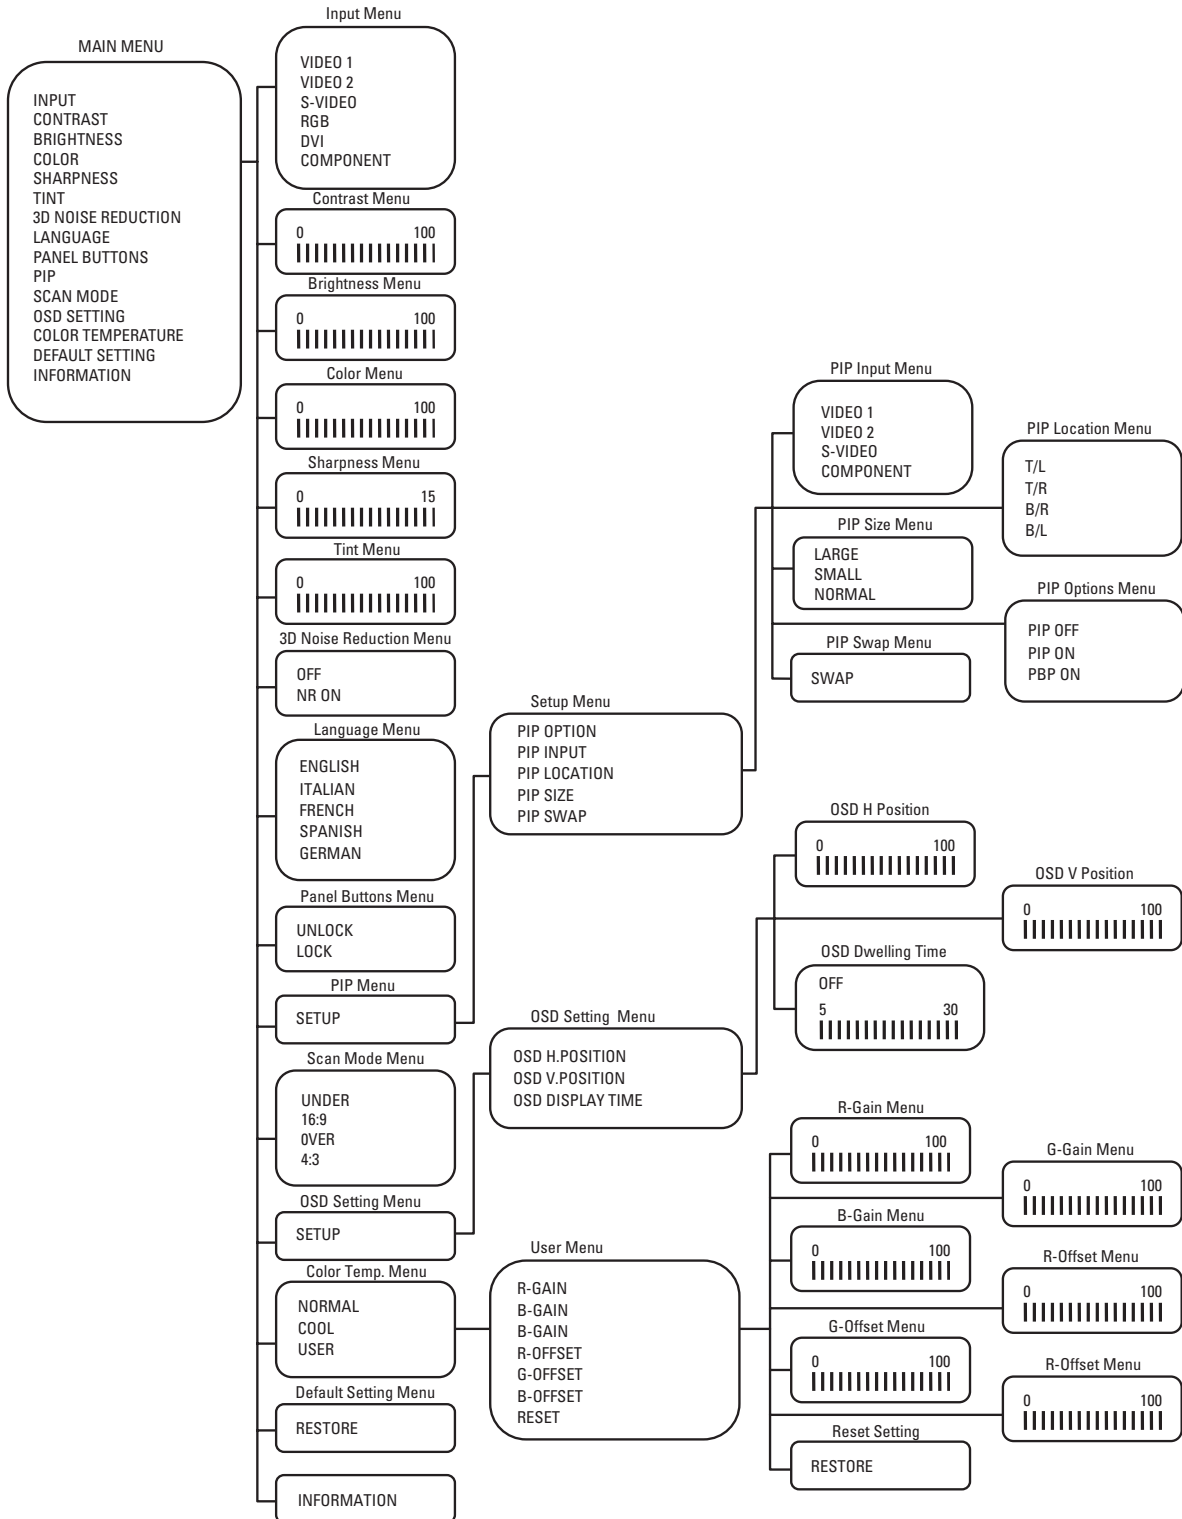 MAIN MENU
INPUT
CONTRAST
BRIGHTNESS
COLOR
SHARPNESS
TINT
3D NOISE REDUCTION
LANGUAGE
PANEL BUTTONS
PIP
SCAN MODE
OSD SETTING
COLOR TEMPERATURE
DEFAULT SETTING
INFORMATION
Input Menu
VIDEO 1
VIDEO 2
S-VIDEO
RGB
DVI
COMPONENT
Contrast Menu
0 100
Brightness Menu
0 100
Color Menu
0 100
Sharpness Menu
0 15
Tint Menu
0 100
3D Noise Reduction Menu
OFF
NR ON
Language Menu
ENGLISH
ITALIAN
FRENCH
SPANISH
GERMAN
Panel Buttons Menu
UNLOCK
LOCK
PIP Menu
SETUP
Scan Mode Menu
UNDER
16:9
0VER
4:3
OSD Setting Menu
SETUP
Color Temp. Menu
NORMAL
COOL
USER
Default Setting Menu
RESTORE
INFORMATION
Setup Menu
PIP OPTION
PIP INPUT
PIP LOCATION
PIP SIZE
PIP SWAP
OSD Setting Menu
OSD H.POSITION
OSD V.POSITION
OSD DISPLAY TIME
User Menu
R-GAIN
B-GAIN
B-GAIN
R-OFFSET
G-OFFSET
B-OFFSET
RESET
PIP Input Menu
VIDEO 1
VIDEO 2
S-VIDEO
COMPONENT
PIP Location Menu
T/L
T/R
B/R
B/L
PIP Size Menu
LARGE
SMALL
NORMAL
PIP Options Menu
PIP OFF
PIP ON
PBP ON
PIP Swap Menu
SWAP
OSD H Position
0 100
OSD V Position
0 100
OSD Dwelling Time
OFF
5 30
R-Gain Menu
0 100
G-Gain Menu
0 100
B-Gain Menu
0 100
R-Offset Menu
0 100
G-Offset Menu
0 100
R-Offset Menu
0 100
Reset Setting
RESTORE